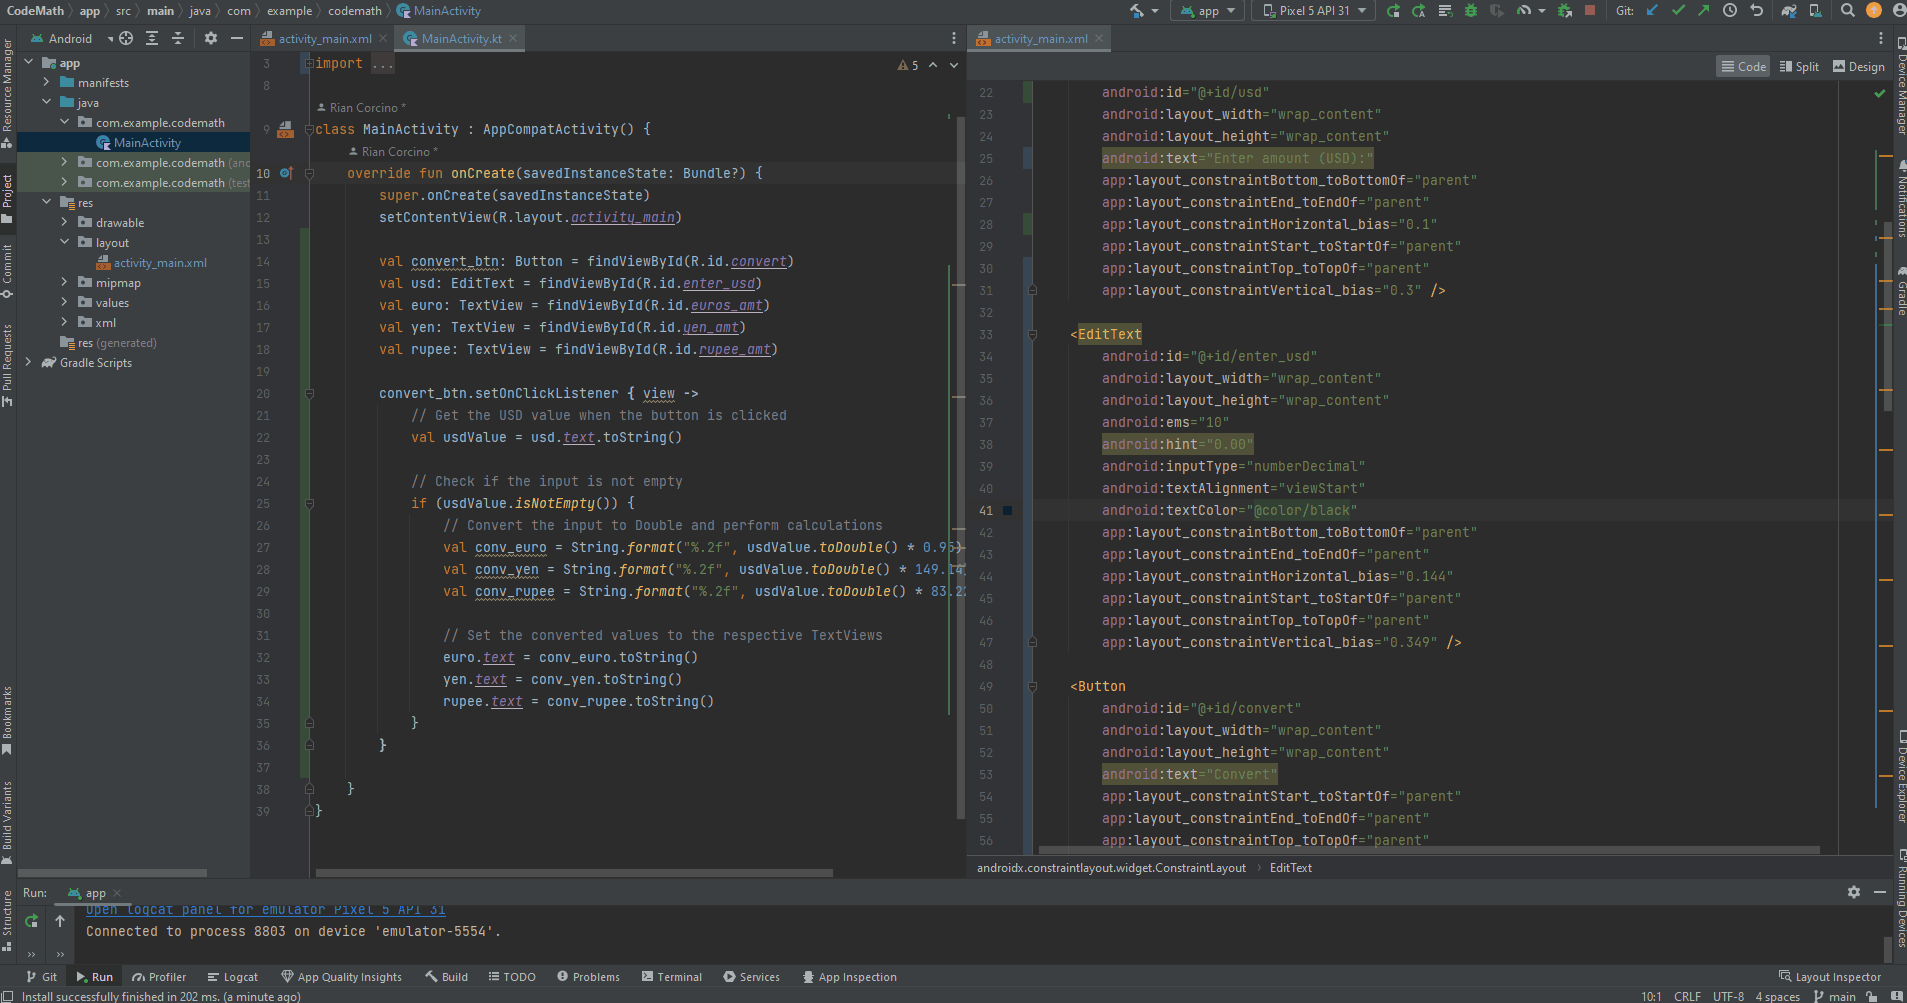 CodeMath › app › src › main › java › com › example › codemath › MainActivity
app
Pixel 5 API 31
Git:
Android
activity_main.xml
MainActivity.kt
activity_main.xml
Code
Split
Design
Resource Manager
Project
Commit
Pull Requests
Bookmarks
Build Variants
Structure
app
manifests
java
com.example.codemath
MainActivity
com.example.codemath (and
com.example.codemath (test
res
drawable
layout
activity_main.xml
mipmap
values
xml
res (generated)
Gradle Scripts
5
3 import ...
8
Rian Corcino *
9 class MainActivity : AppCompatActivity() {
Rian Corcino *
10 override fun onCreate(savedInstanceState: Bundle?) {
11 super.onCreate(savedInstanceState)
12 setContentView(R.layout.activity_main)
13
14 val convert_btn: Button = findViewById(R.id.convert)
15 val usd: EditText = findViewById(R.id.enter_usd)
16 val euro: TextView = findViewById(R.id.euros_amt)
17 val yen: TextView = findViewById(R.id.yen_amt)
18 val rupee: TextView = findViewById(R.id.rupee_amt)
19
20 convert_btn.setOnClickListener { view ->
21 // Get the USD value when the button is clicked
22 val usdValue = usd.text.toString()
23
24 // Check if the input is not empty
25 if (usdValue.isNotEmpty()) {
26 // Convert the input to Double and perform calculations
27 val conv_euro = String.format("%.2f", usdValue.toDouble() * 0.95)
28 val conv_yen = String.format("%.2f", usdValue.toDouble() * 149.14
29 val conv_rupee = String.format("%.2f", usdValue.toDouble() * 83.22
30
31 // Set the converted values to the respective TextViews
32 euro.text = conv_euro.toString()
33 yen.text = conv_yen.toString()
34 rupee.text = conv_rupee.toString()
35 }
36 }
37
38 }
39 }
22 android:id="@+id/usd"
23 android:layout_width="wrap_content"
24 android:layout_height="wrap_content"
25 android:text="Enter amount (USD):"
26 app:layout_constraintBottom_toBottomOf="parent"
27 app:layout_constraintEnd_toEndOf="parent"
28 app:layout_constraintHorizontal_bias="0.1"
29 app:layout_constraintStart_toStartOf="parent"
30 app:layout_constraintTop_toTopOf="parent"
31 app:layout_constraintVertical_bias="0.3" />
32
33 <EditText
34 android:id="@+id/enter_usd"
35 android:layout_width="wrap_content"
36 android:layout_height="wrap_content"
37 android:ems="10"
38 android:hint="0.00"
39 android:inputType="numberDecimal"
40 android:textAlignment="viewStart"
41 android:textColor="@color/black"
42 app:layout_constraintBottom_toBottomOf="parent"
43 app:layout_constraintEnd_toEndOf="parent"
44 app:layout_constraintHorizontal_bias="0.144"
45 app:layout_constraintStart_toStartOf="parent"
46 app:layout_constraintTop_toTopOf="parent"
47 app:layout_constraintVertical_bias="0.349" />
48
49 <Button
50 android:id="@+id/convert"
51 android:layout_width="wrap_content"
52 android:layout_height="wrap_content"
53 android:text="Convert"
54 app:layout_constraintStart_toStartOf="parent"
55 app:layout_constraintEnd_toEndOf="parent"
56 app:layout_constraintTop_toTopOf="parent"
androidx.constraintlayout.widget.ConstraintLayout › EditText
Device Manager
Notifications
Gradle
Device Explorer
Running Devices
Run: app
Open logcat panel for emulator Pixel 5 API 31
Connected to process 8803 on device 'emulator-5554'.
Git
Run
Profiler
Logcat
App Quality Insights
Build
TODO
Problems
Terminal
Services
App Inspection
Layout Inspector
Install successfully finished in 202 ms. (a minute ago)
10:1 CRLF UTF-8 4 spaces main